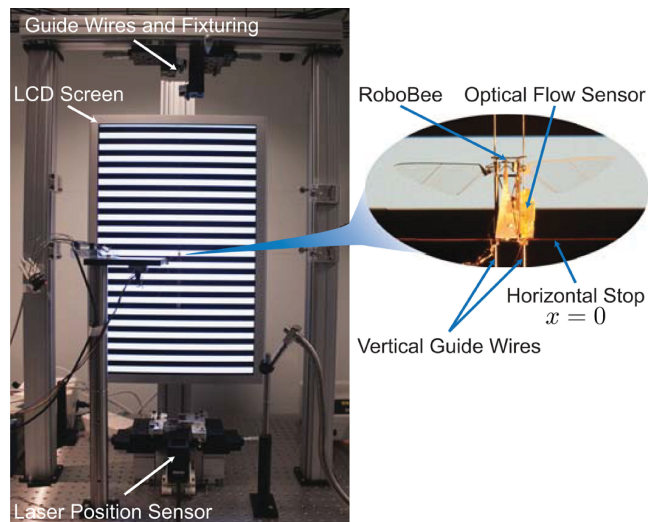 Guide Wires and Fixturing
LCD Screen
RoboBee
Optical Flow Sensor
Horizontal Stop
x = 0
Vertical Guide Wires
Laser Position Sensor